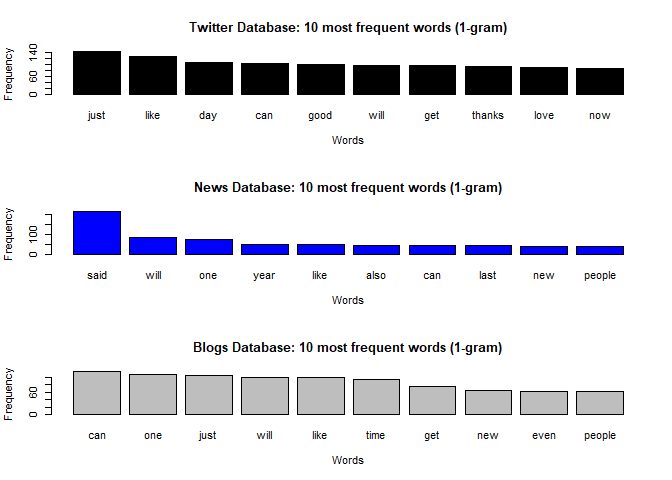 Twitter Database: 10 most frequent words (1-gram)
Frequency
0 60 140
just like day can good will get thanks love now
Words
News Database: 10 most frequent words (1-gram)
Frequency
0 100
said will one year like also can last new people
Words
Blogs Database: 10 most frequent words (1-gram)
Frequency
0 60
can one just will like time get new even people
Words